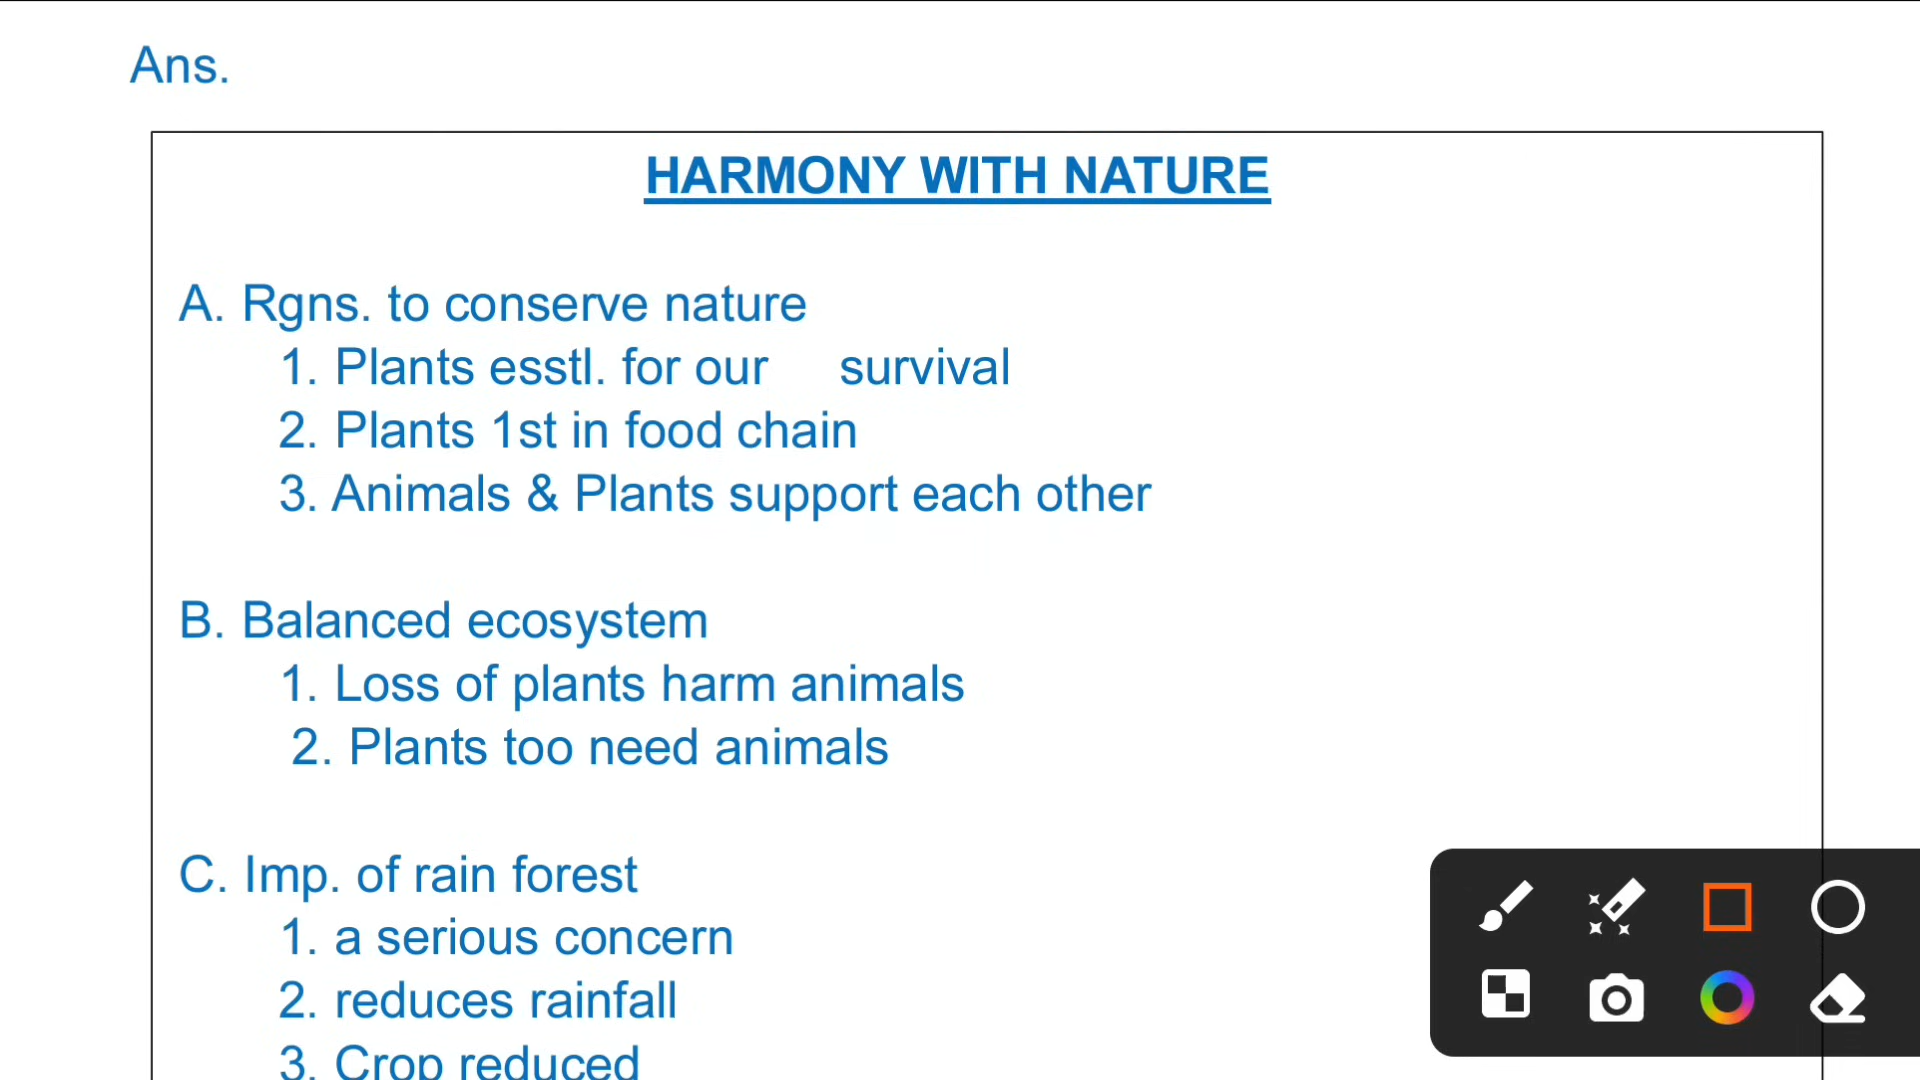 Ans.
HARMONY WITH NATURE
A. Rgns. to conserve nature
1. Plants esstl. for our survival
2. Plants 1st in food chain
3. Animals & Plants support each other
B. Balanced ecosystem
1. Loss of plants harm animals
2. Plants too need animals
C. Imp. of rain forest
1. a serious concern
2. reduces rainfall
3. Crop reduced